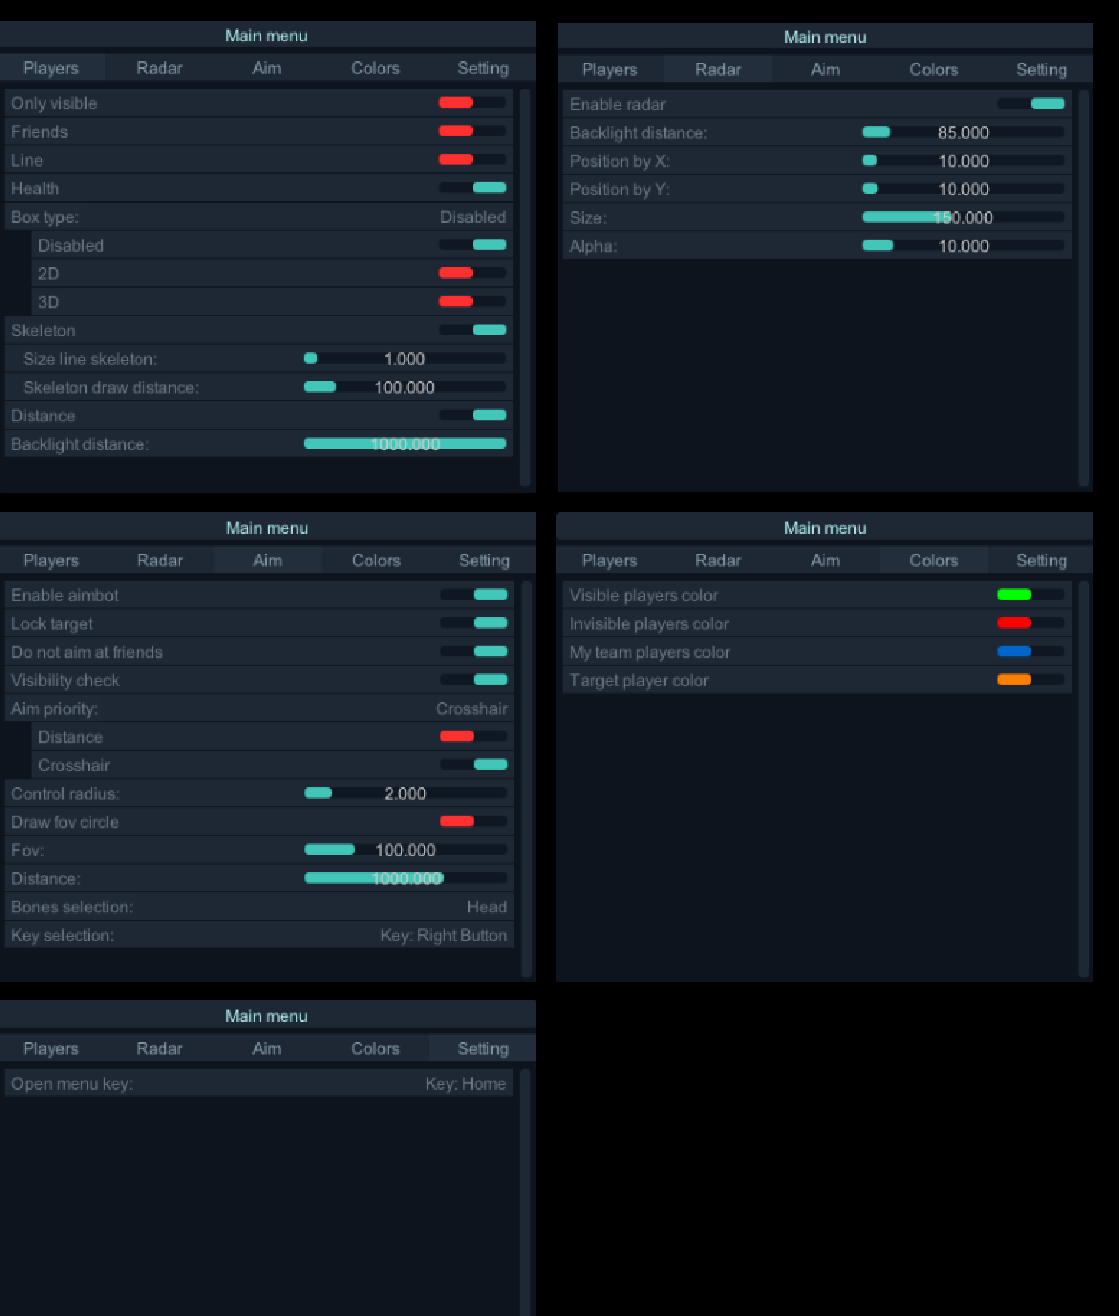 Main menu
Players Radar Aim Colors Setting
Only visible
Friends
Line
Health
Box type: Disabled
Disabled
2D
3D
Skeleton
Size line skeleton: 1.000
Skeleton draw distance: 100.000
Distance
Backlight distance: 1000.000
Main menu
Players Radar Aim Colors Setting
Enable radar
Backlight distance: 85.000
Position by X: 10.000
Position by Y: 10.000
Size: 150.000
Alpha: 10.000
Main menu
Players Radar Aim Colors Setting
Enable aimbot
Lock target
Do not aim at friends
Visibility check
Aim priority: Crosshair
Distance
Crosshair
Control radius: 2.000
Draw fov circle
Fov: 100.000
Distance: 1000.000
Bones selection: Head
Key selection: Key: Right Button
Main menu
Players Radar Aim Colors Setting
Visible players color
Invisible players color
My team players color
Target player color
Main menu
Players Radar Aim Colors Setting
Open menu key: Key: Home